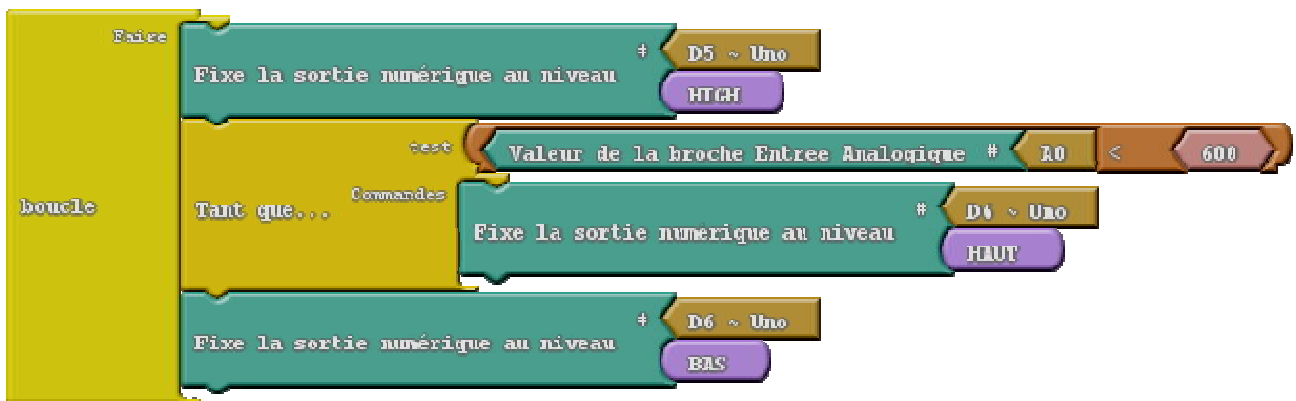 Faire
# D5 ~ Uno
Fixe la sortie numérique au niveau
HIGH
test Valeur de la broche Entree Analogique # A0 < 600
boucle
Tant que...
Commandes
# D6 ~ Uno
Fixe la sortie numérique au niveau
HAUT
# D6 ~ Uno
Fixe la sortie numérique au niveau
BAS